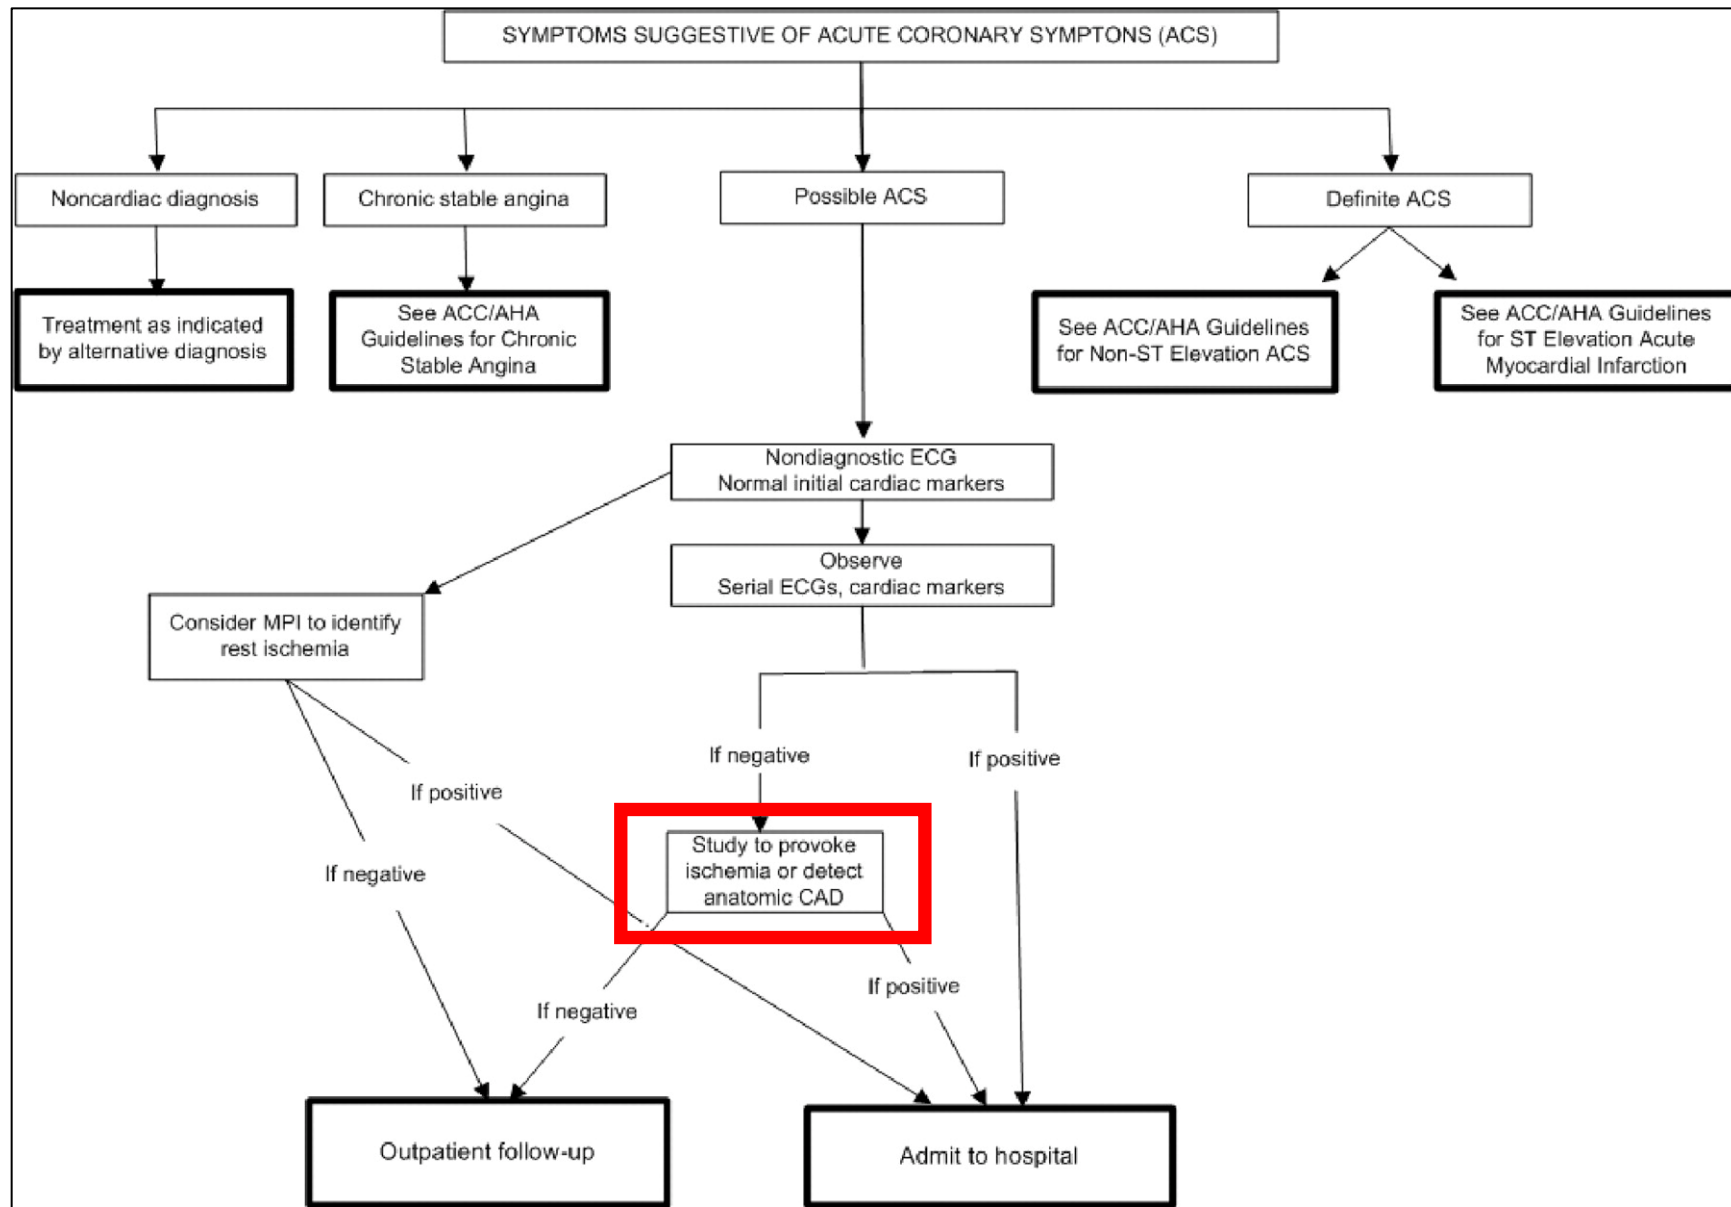 SYMPTOMS SUGGESTIVE OF ACUTE CORONARY SYMPTONS (ACS)
Noncardiac diagnosis
Chronic stable angina
Possible ACS
Definite ACS
Treatment as indicated
by alternative diagnosis
See ACC/AHA
Guidelines for Chronic
Stable Angina
See ACC/AHA Guidelines
for Non-ST Elevation ACS
See ACC/AHA Guidelines
for ST Elevation Acute
Myocardial Infarction
Nondiagnostic ECG
Normal initial cardiac markers
Observe
Serial ECGs, cardiac markers
Consider MPI to identify
rest ischemia
If negative
If positive
If positive
Study to provoke
ischemia or detect
anatomic CAD
If negative
If positive
If negative
Outpatient follow-up
Admit to hospital